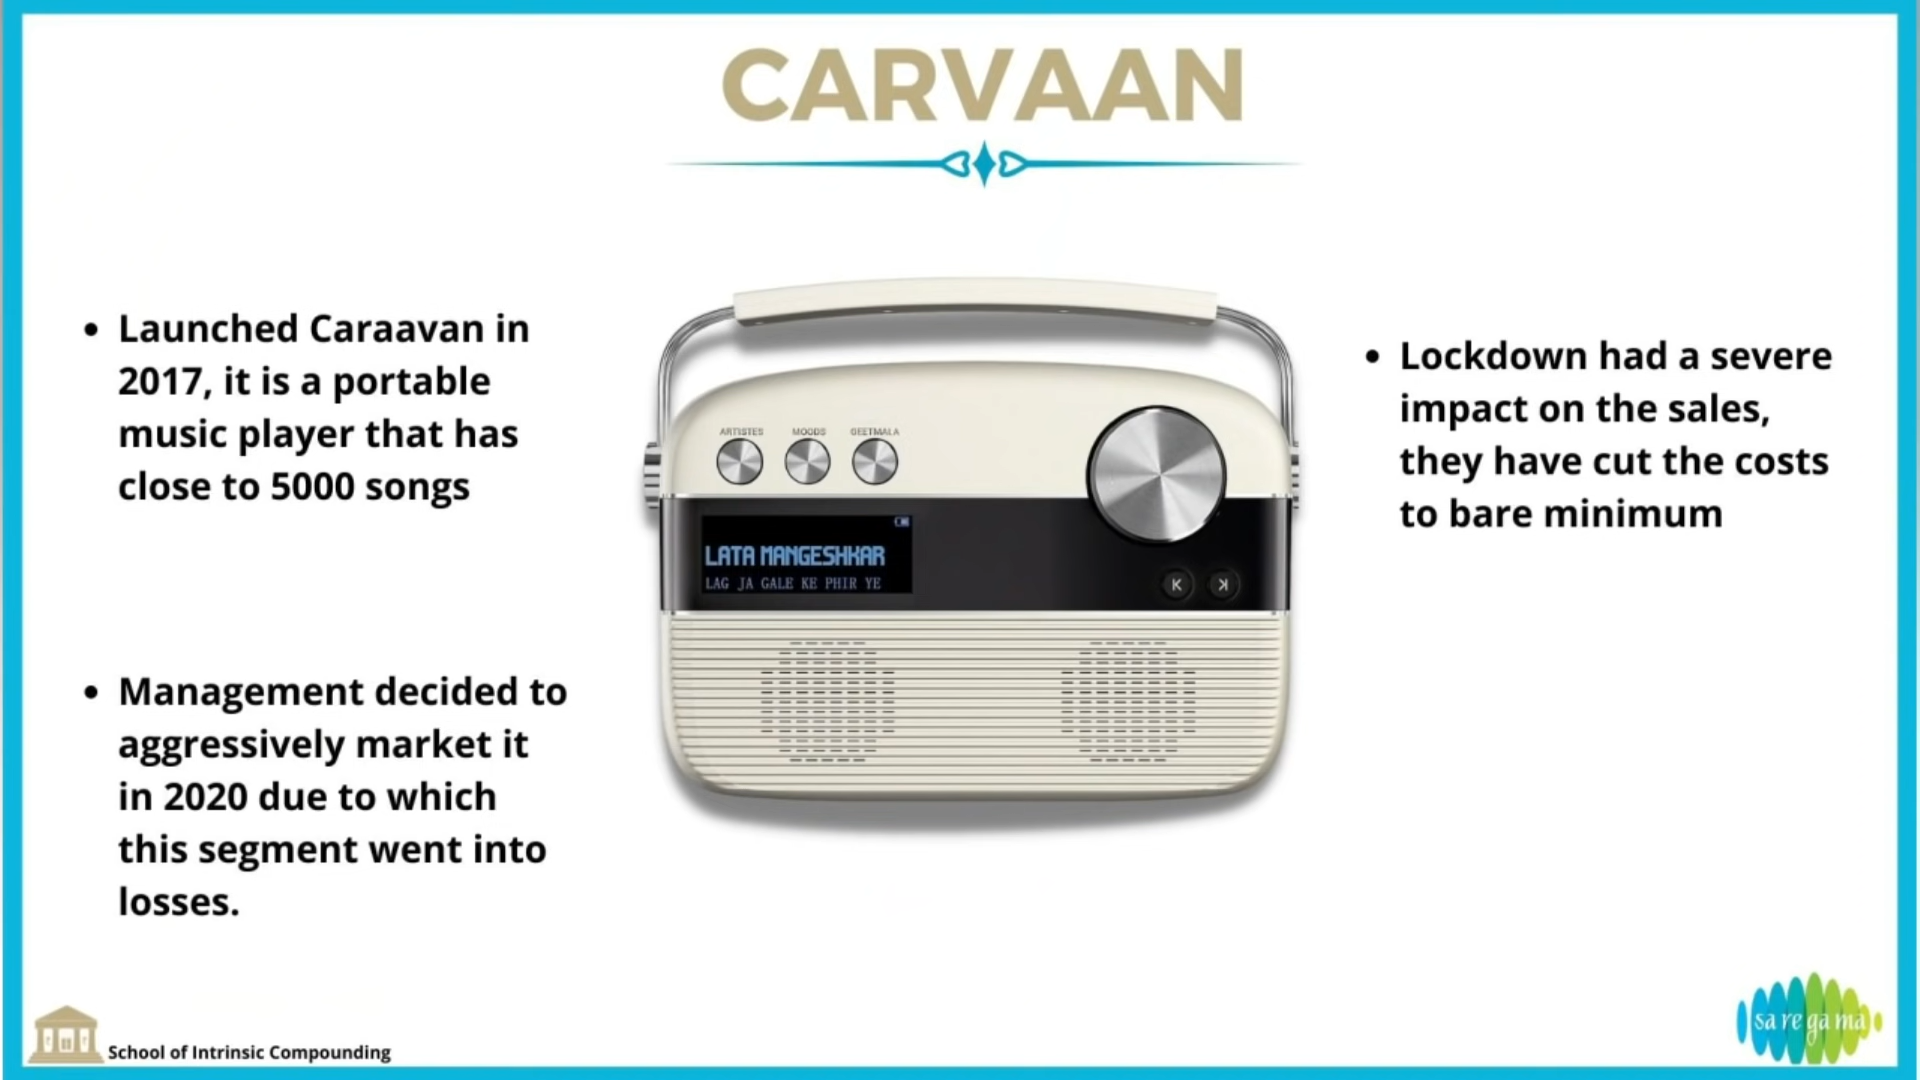 CARVAAN
• Launched Caraavan in
2017, it is a portable
music player that has
close to 5000 songs
• Management decided to
aggressively market it
in 2020 due to which
this segment went into
losses.
ARTISTES MOODS GEETMALA
LATA MANGESHKAR
LAG JA GALE KE PHIR YE
• Lockdown had a severe
impact on the sales,
they have cut the costs
to bare minimum
School of Intrinsic Compounding
sa re ga ma